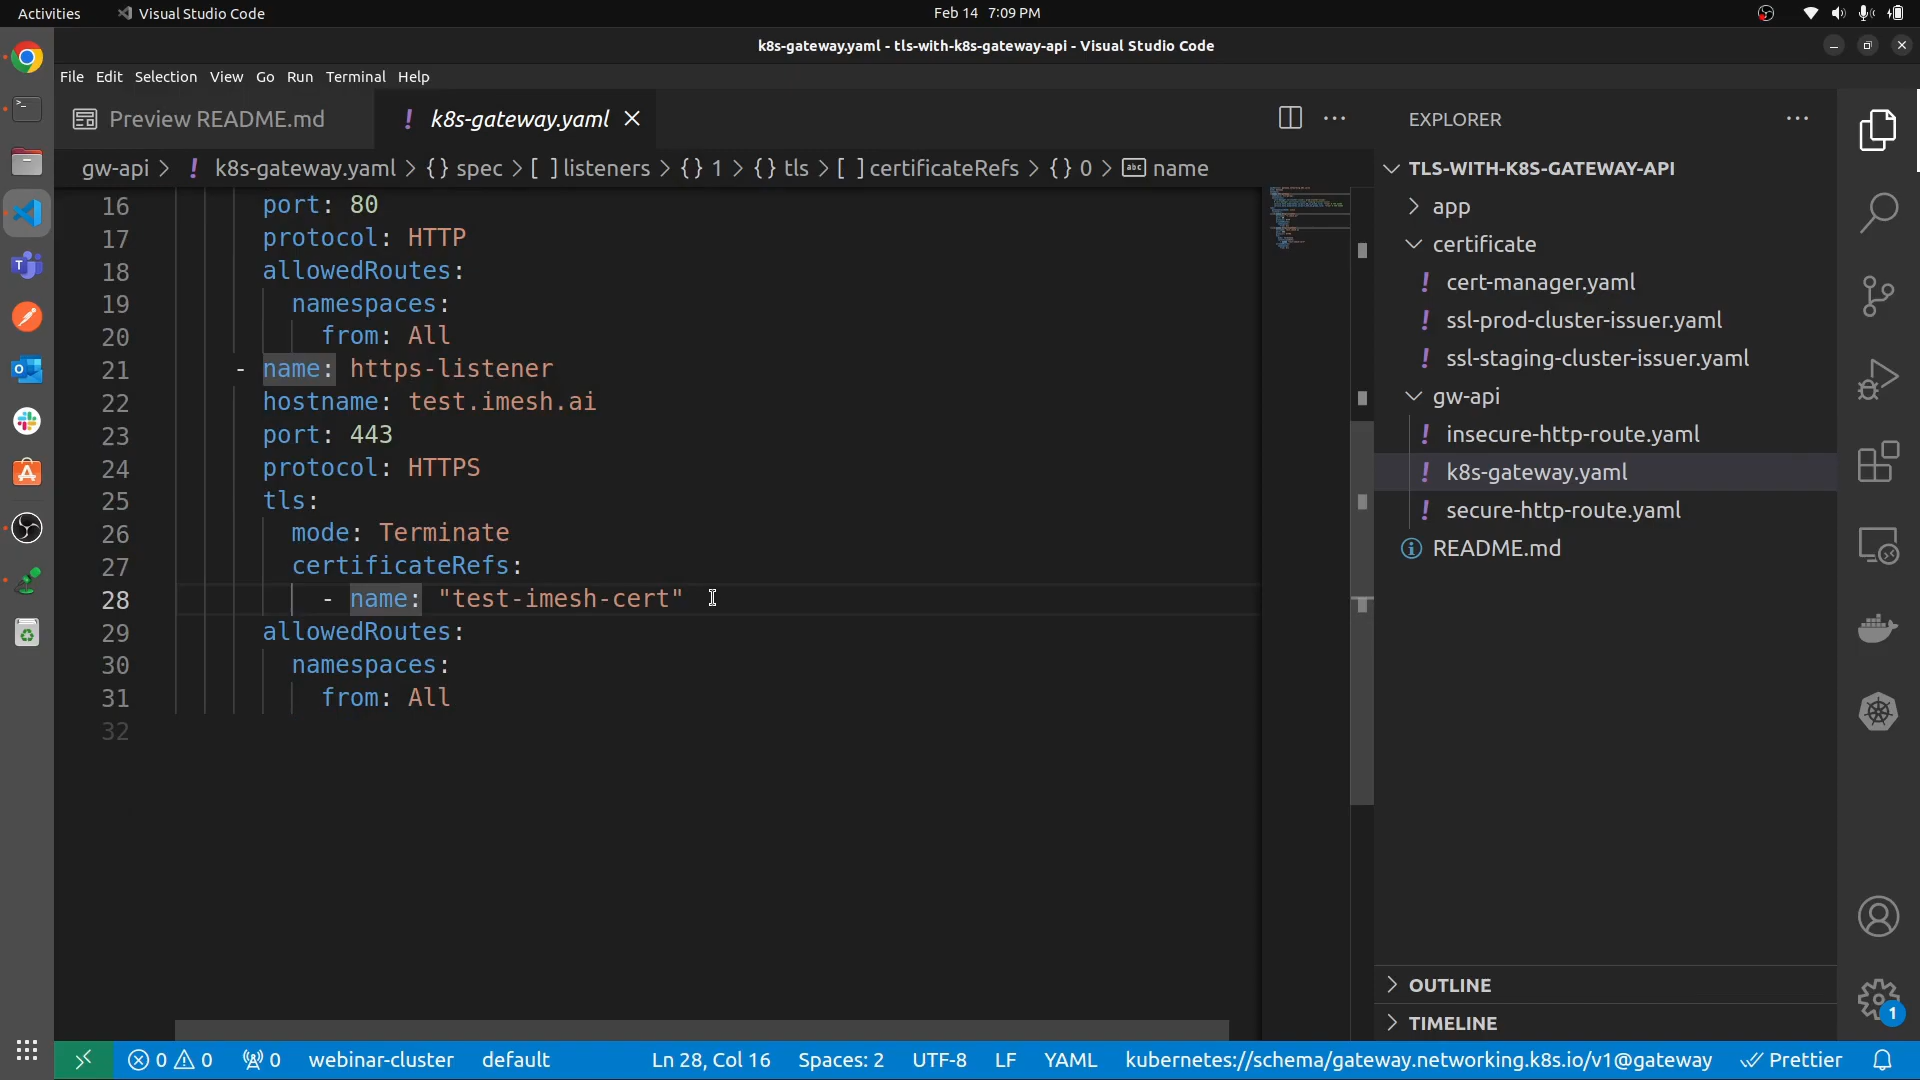 Activities Visual Studio Code Feb 14 7:09 PM
k8s-gateway.yaml - tls-with-k8s-gateway-api - Visual Studio Code
File Edit Selection View Go Run Terminal Help
Preview README.md ! k8s-gateway.yaml
gw-api > ! k8s-gateway.yaml > {} spec > [ ] listeners > {} 1 > {} tls > [ ] certificateRefs > {} 0 > abc name
16 port: 80
17 protocol: HTTP
18 allowedRoutes:
19 namespaces:
20 from: All
21 - name: https-listener
22 hostname: test.imesh.ai
23 port: 443
24 protocol: HTTPS
25 tls:
26 mode: Terminate
27 certificateRefs:
28 - name: "test-imesh-cert"
29 allowedRoutes:
30 namespaces:
31 from: All
32
EXPLORER
TLS-WITH-K8S-GATEWAY-API
app
certificate
! cert-manager.yaml
! ssl-prod-cluster-issuer.yaml
! ssl-staging-cluster-issuer.yaml
gw-api
! insecure-http-route.yaml
! k8s-gateway.yaml
! secure-http-route.yaml
README.md
OUTLINE
TIMELINE
1
0 0 0 webinar-cluster default Ln 28, Col 16 Spaces: 2 UTF-8 LF YAML kubernetes://schema/gateway.networking.k8s.io/v1@gateway Prettier